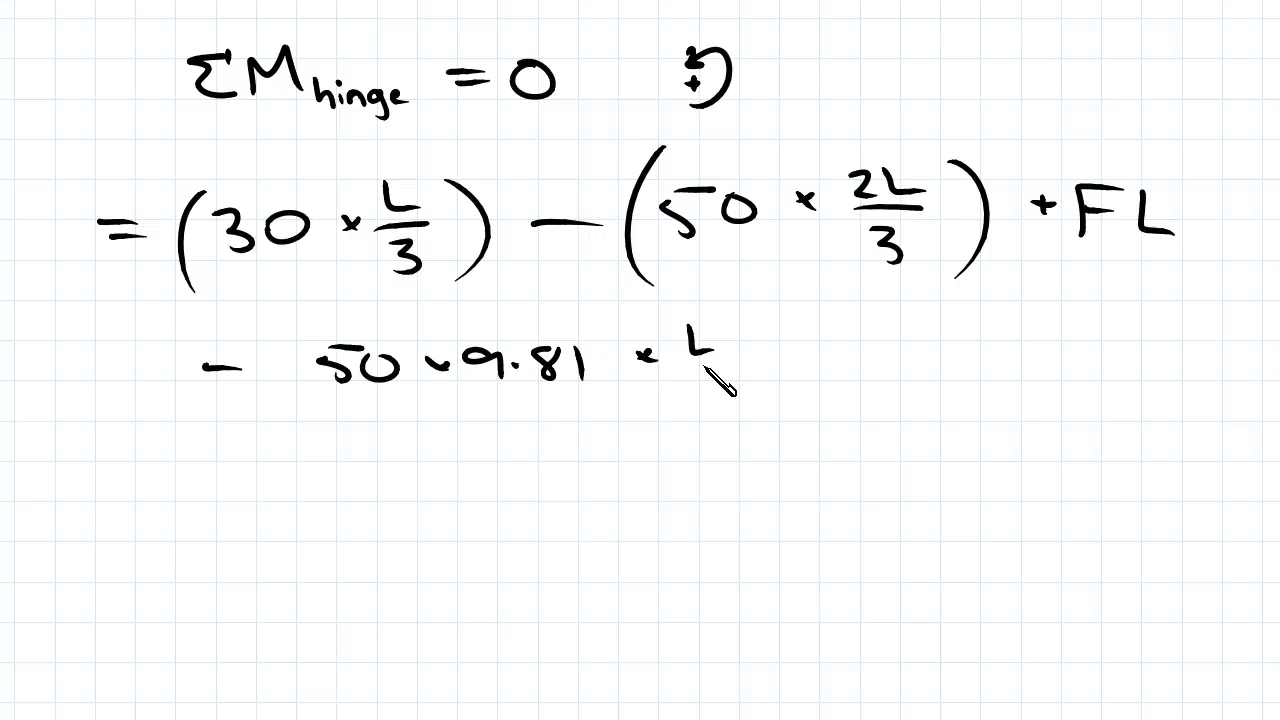 ΣM_hinge = 0 ↺ +
= (30 × L/3) − (50 × 2L/3) + FL
− 50 × 9.81 × L